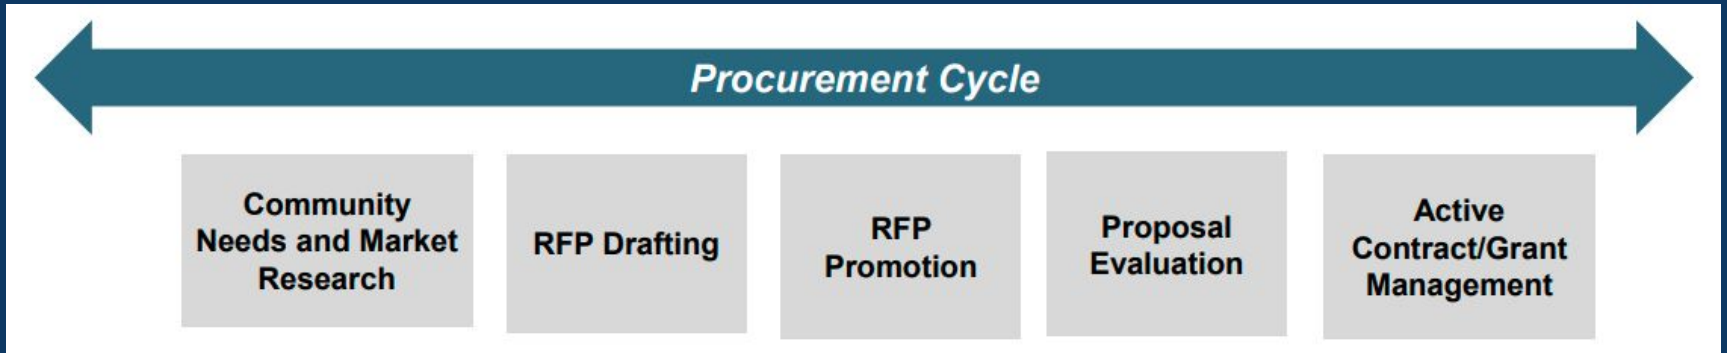 Procurement Cycle
Community
Needs and Market
Research
RFP Drafting
RFP
Promotion
Proposal
Evaluation
Active
Contract/Grant
Management